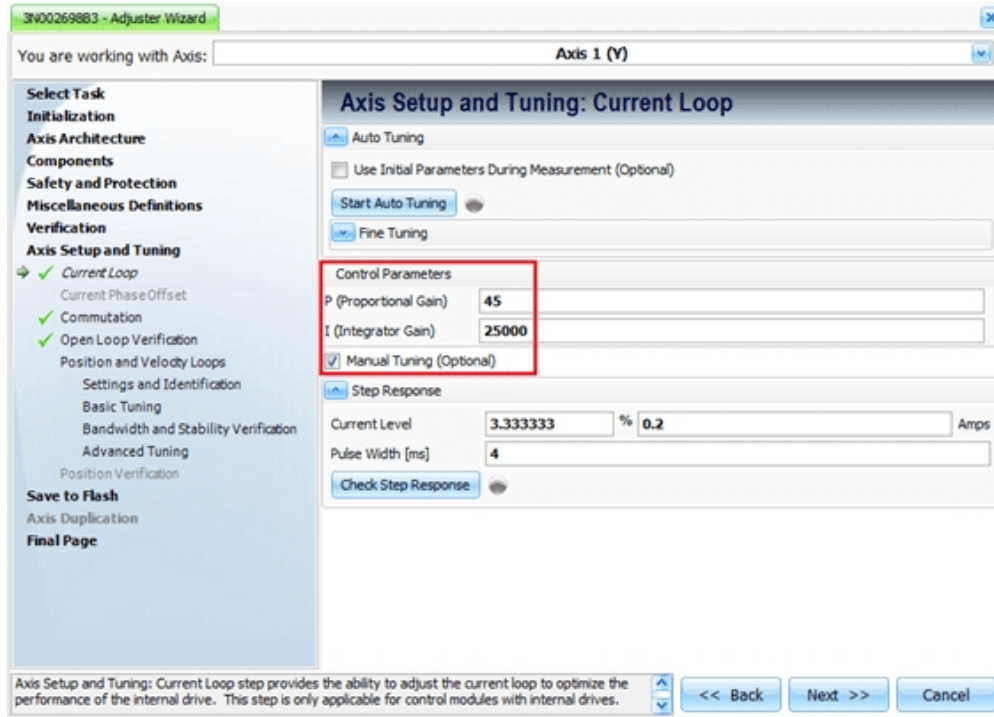 3N002698B3 - Adjuster Wizard
You are working with Axis: Axis 1 (Y)
Select Task
Initialization
Axis Architecture
Components
Safety and Protection
Miscellaneous Definitions
Verification
Axis Setup and Tuning
Current Loop
Current Phase Offset
Commutation
Open Loop Verification
Position and Velocity Loops
Settings and Identification
Basic Tuning
Bandwidth and Stability Verification
Advanced Tuning
Position Verification
Save to Flash
Axis Duplication
Final Page
Axis Setup and Tuning: Current Loop
Auto Tuning
Use Initial Parameters During Measurement (Optional)
Start Auto Tuning
Fine Tuning
Control Parameters
P (Proportional Gain) 45
I (Integrator Gain) 25000
Manual Tuning (Optional)
Step Response
Current Level 3.333333 % 0.2 Amps
Pulse Width [ms] 4
Check Step Response
Axis Setup and Tuning: Current Loop step provides the ability to adjust the current loop to optimize the
performance of the internal drive. This step is only applicable for control modules with internal drives.
<< Back Next >> Cancel